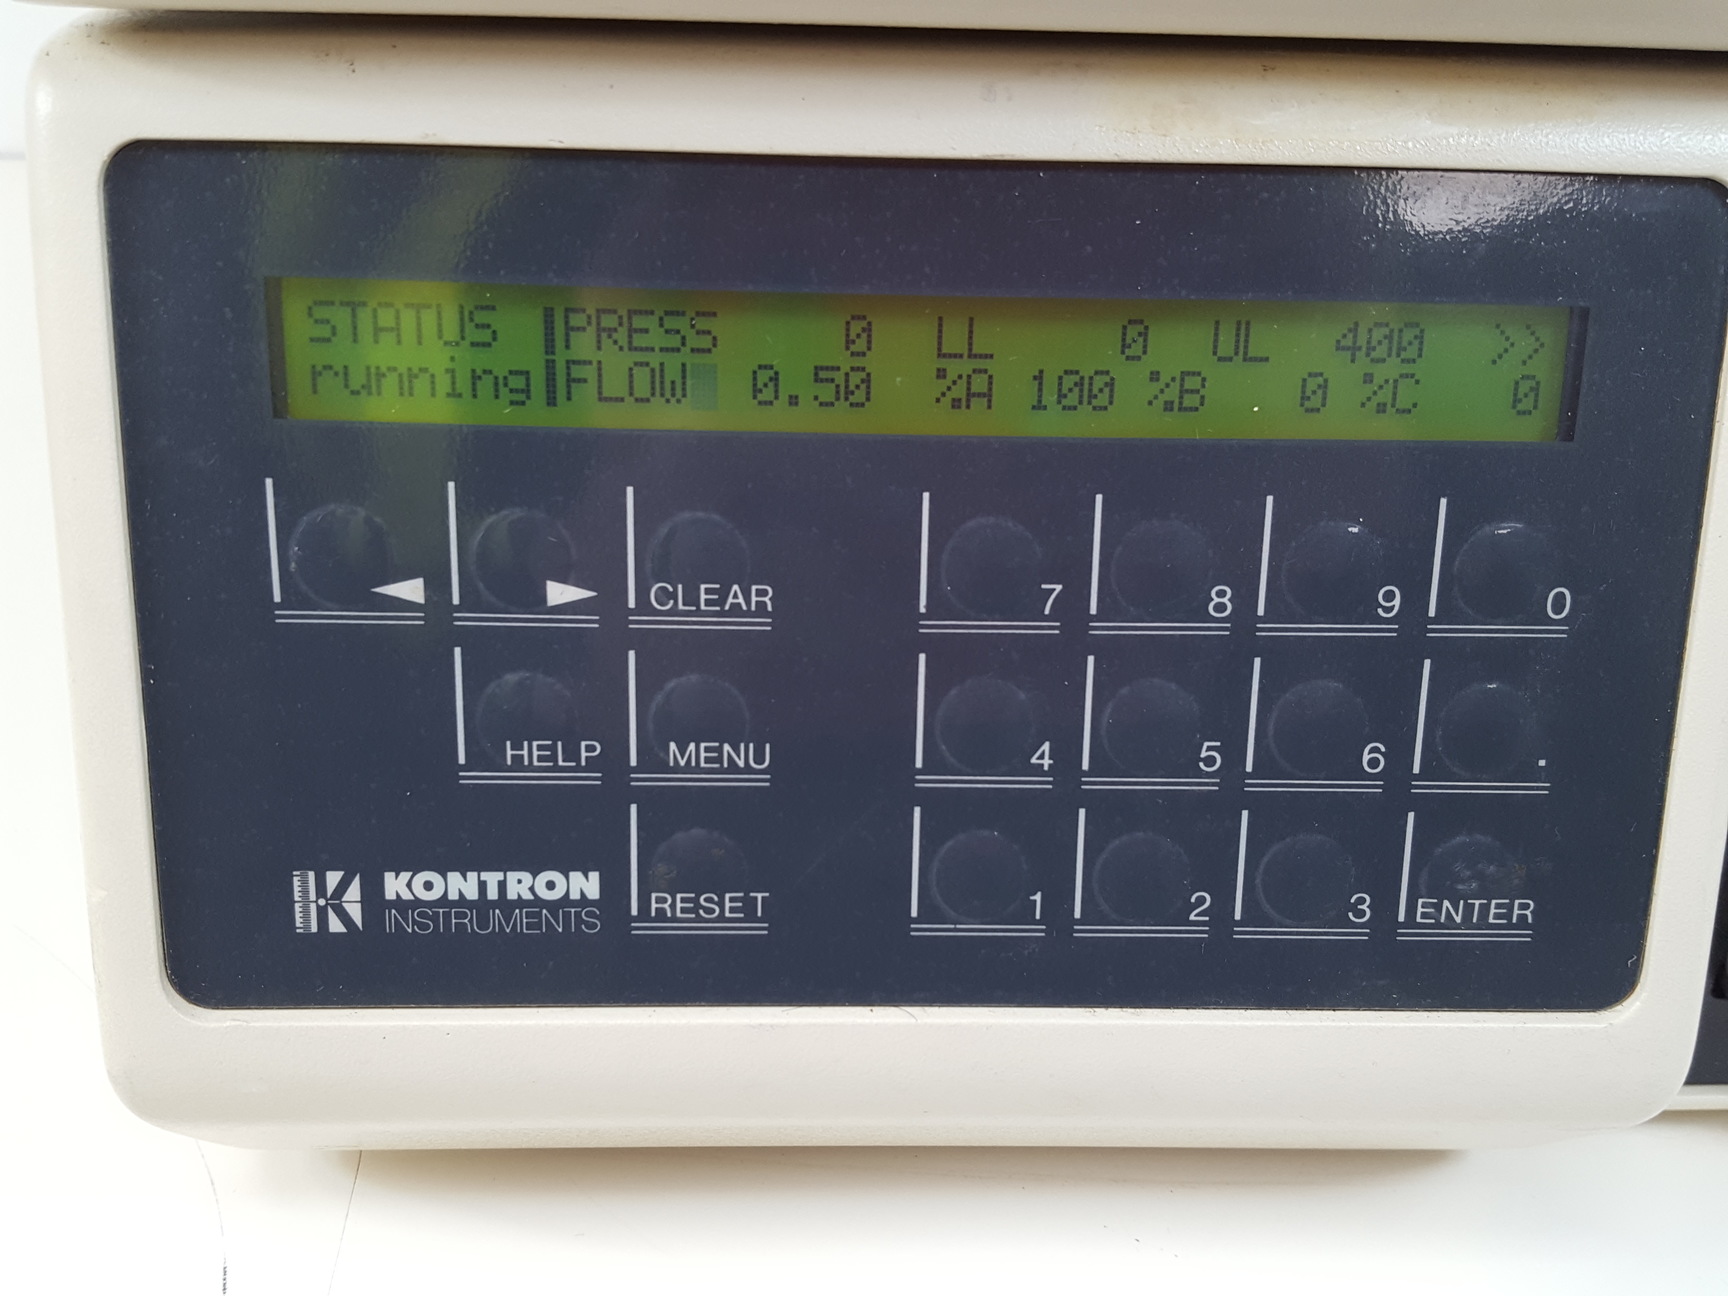 STATUS PRESS 0 LL 0 UL 400 >>
running FLOW 0.50 %A 100 %B 0 %C 0
◄ ► CLEAR 7 8 9 0
HELP MENU 4 5 6 .
RESET 1 2 3 ENTER
KONTRON
INSTRUMENTS